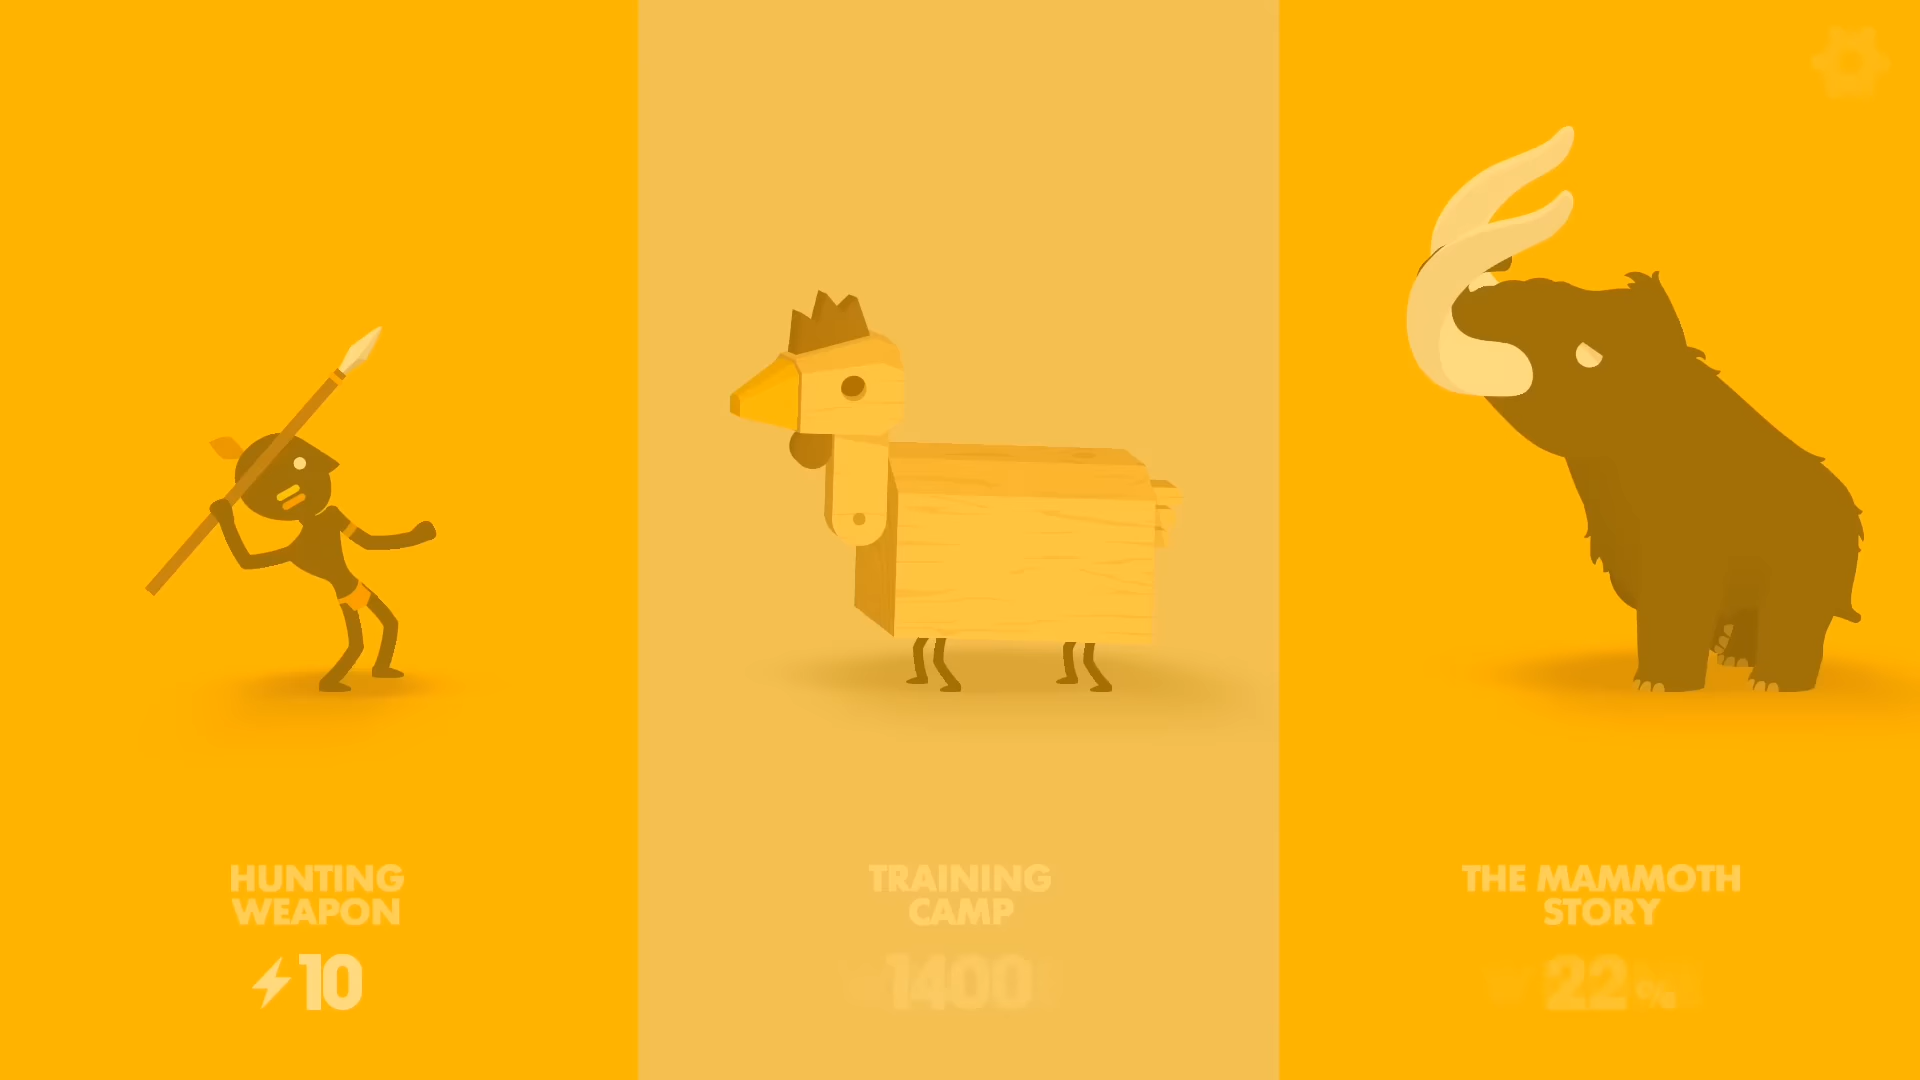 HUNTING
WEAPON
10
TRAINING
CAMP
1400
THE MAMMOTH
STORY
22%